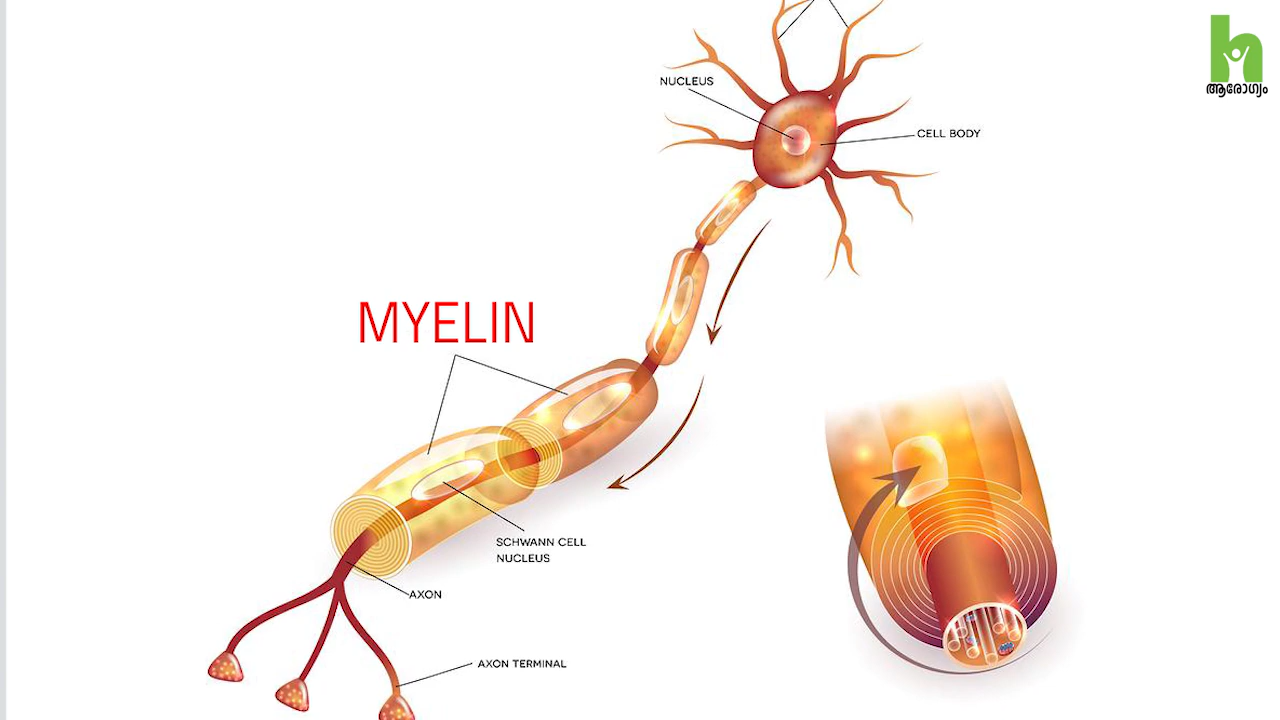 h
ആരോഗ്യം
NUCLEUS
CELL BODY
MYELIN
SCHWANN CELL
NUCLEUS
AXON
AXON TERMINAL